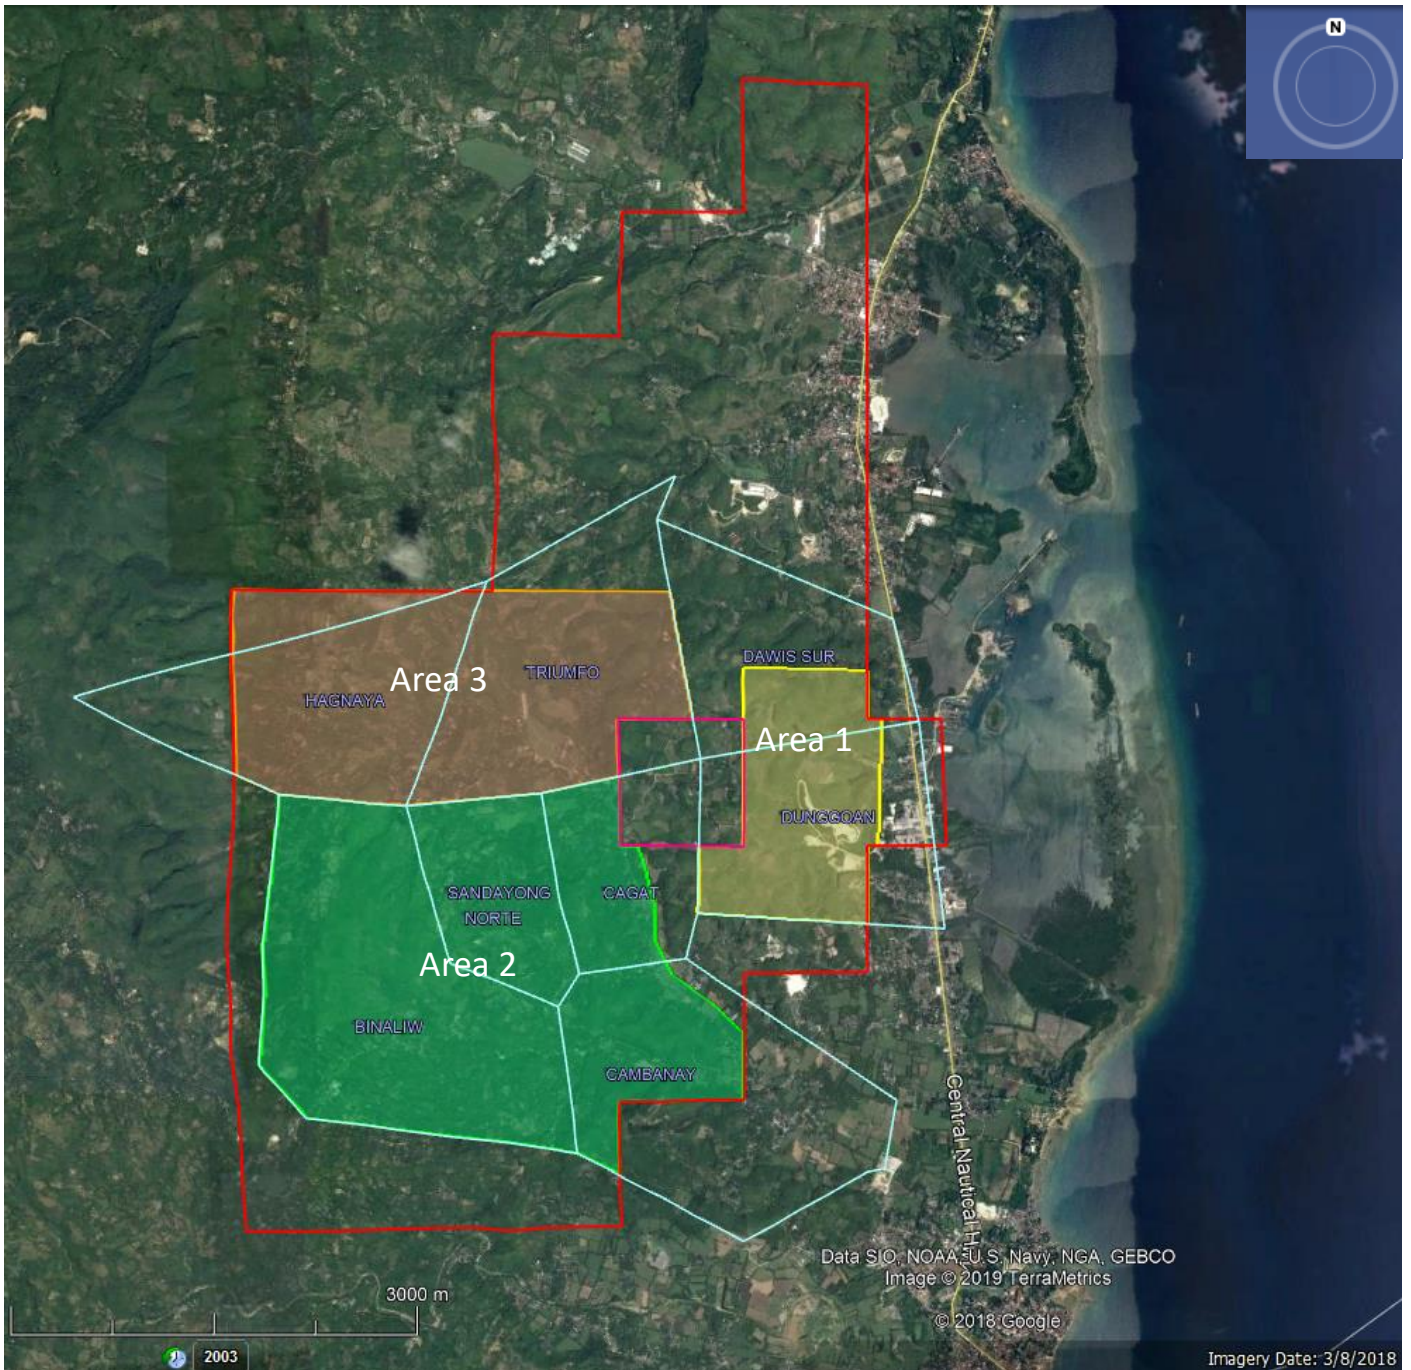 N
DAWIS SUR
TRIUMFO
Area 3
HAGNAYA
Area 1
DUNGGOAN
SANDAYONG
NORTE
CAGAT
Area 2
BINALIW
CAMBANAY
Central Nautical H
Data SIO, NOAA, U.S. Navy, NGA, GEBCO
Image © 2019 TerraMetrics
3000 m
© 2018 Google
2003
Imagery Date: 3/8/2018